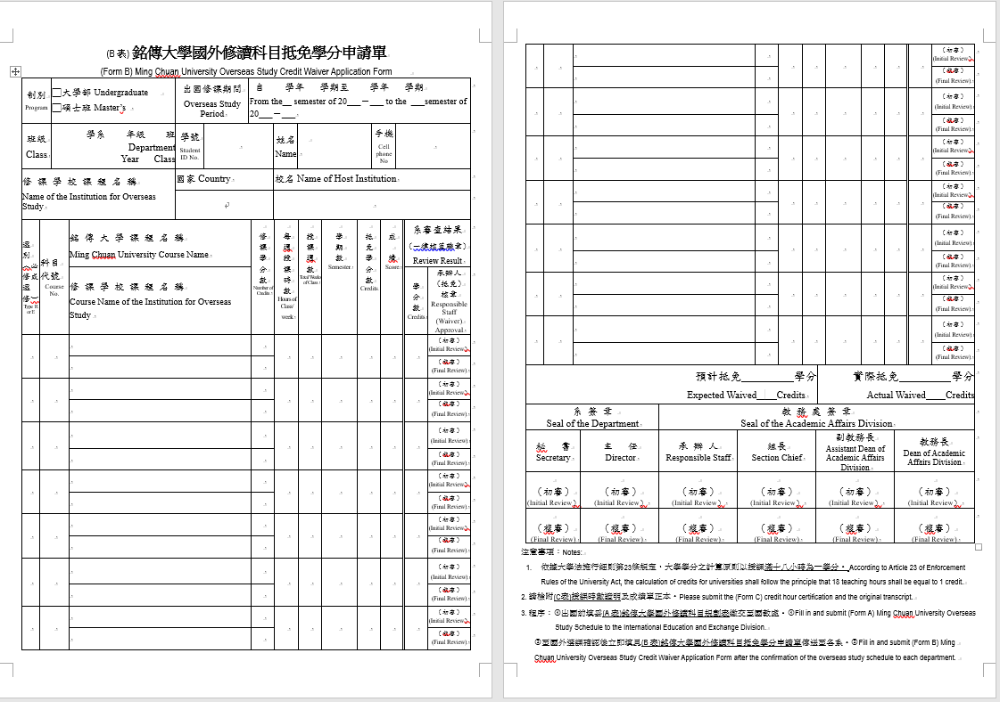 (B 表) 銘傳大學國外修讀科目抵免學分申請單
(Form B) Ming Chuan University Overseas Study Credit Waiver Application Form
制別
Program
□大學部 Undergraduate
□碩士班 Master's
出國修課期間
Overseas Study
Period
自 學年 學期至 學年 學期
From the__ semester of 20___－___ to the ___semester of
20___－___
班級
Class
學系 年級 班
Department
Year Class
學號
Student
ID No.
姓名
Name
手機
Cell
phone
No
修課學校課程名稱
Name of the Institution for Overseas
Study
國家 Country
校名 Name of Host Institution
選
別
︵必
修或
選
修︶
Type R
or E
科目
代號
Course
No.
銘傳大學課程名稱
Ming Chuan University Course Name
修課學校課程名稱
Course Name of the Institution for Overseas
Study
修
課
學
分
數
Number of
Credits
每
週
授
課
時
數
Hours of
Class/
week
授
課
週
數
Total Weeks
of Class
學
期
Semester
抵
免
學
分
數
Credits
成
績
Score
系審查結果
(一律核蓋職章)
Review Result
學
分
數
Credits
承辦人
(抵免)
核章
Responsible
Staff
(Waiver)
Approval
(初審)
(Initial Review)
(複審)
(Final Review)
(初審)
(Initial Review)
(複審)
(Final Review)
(初審)
(Initial Review)
(複審)
(Final Review)
(初審)
(Initial Review)
(複審)
(Final Review)
(初審)
(Initial Review)
(複審)
(Final Review)
(初審)
(Initial Review)
(複審)
(Final Review)
(初審)
(Initial Review)
(複審)
(Final Review)
(初審)
(Initial Review)
(複審)
(Final Review)
(初審)
(Initial Review)
(複審)
(Final Review)
(初審)
(Initial Review)
(複審)
(Final Review)
(初審)
(Initial Review)
(複審)
(Final Review)
(初審)
(Initial Review)
(複審)
(Final Review)
(初審)
(Initial Review)
(複審)
(Final Review)
(初審)
(Initial Review)
(複審)
(Final Review)
預計抵免________學分
Expected Waived____Credits
實際抵免________學分
Actual Waived____Credits
系簽章
Seal of the Department
教務處簽章
Seal of the Academic Affairs Division
秘 書
Secretary
主 任
Director
承 辦 人
Responsible Staff
組長
Section Chief
副教務長
Assistant Dean of
Academic Affairs
Division
教務長
Dean of Academic
Affairs Division
(初審) (初審) (初審) (初審) (初審) (初審)
(Initial Review) (Initial Review) (Initial Review) (Initial Review) (Initial Review) (Initial Review)
(複審) (複審) (複審) (複審) (複審) (複審)
(Final Review) (Final Review) (Final Review) (Final Review) (Final Review) (Final Review)
注意事項：Notes:
1. 依據大學法施行細則第23條規定，大學學分之計算原則以授課滿十八小時為一學分。According to Article 23 of Enforcement
Rules of the University Act, the calculation of credits for universities shall follow the principle that 18 teaching hours shall be equal to 1 credit.
2. 請檢附(C表)授課時數證明及成績單正本。Please submit the (Form C) credit hour certification and the original transcript.
3. 程序：①出國前填妥(A 表)銘傳大學國外修讀科目規劃表繳交至國教處。①Fill in and submit (Form A) Ming Chuan University Overseas
Study Schedule to the International Education and Exchange Division.
②至國外選課確認後立即填具(B 表)銘傳大學國外修讀科目抵免學分申請單傳送至各系。②Fill in and submit (Form B) Ming
Chuan University Overseas Study Credit Waiver Application Form after the confirmation of the overseas study schedule to each department.